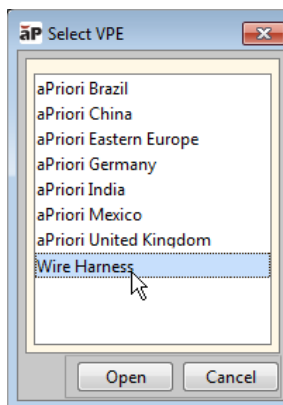 aP Select VPE
aPriori Brazil
aPriori China
aPriori Eastern Europe
aPriori Germany
aPriori India
aPriori Mexico
aPriori United Kingdom
Wire Harness
Open Cancel